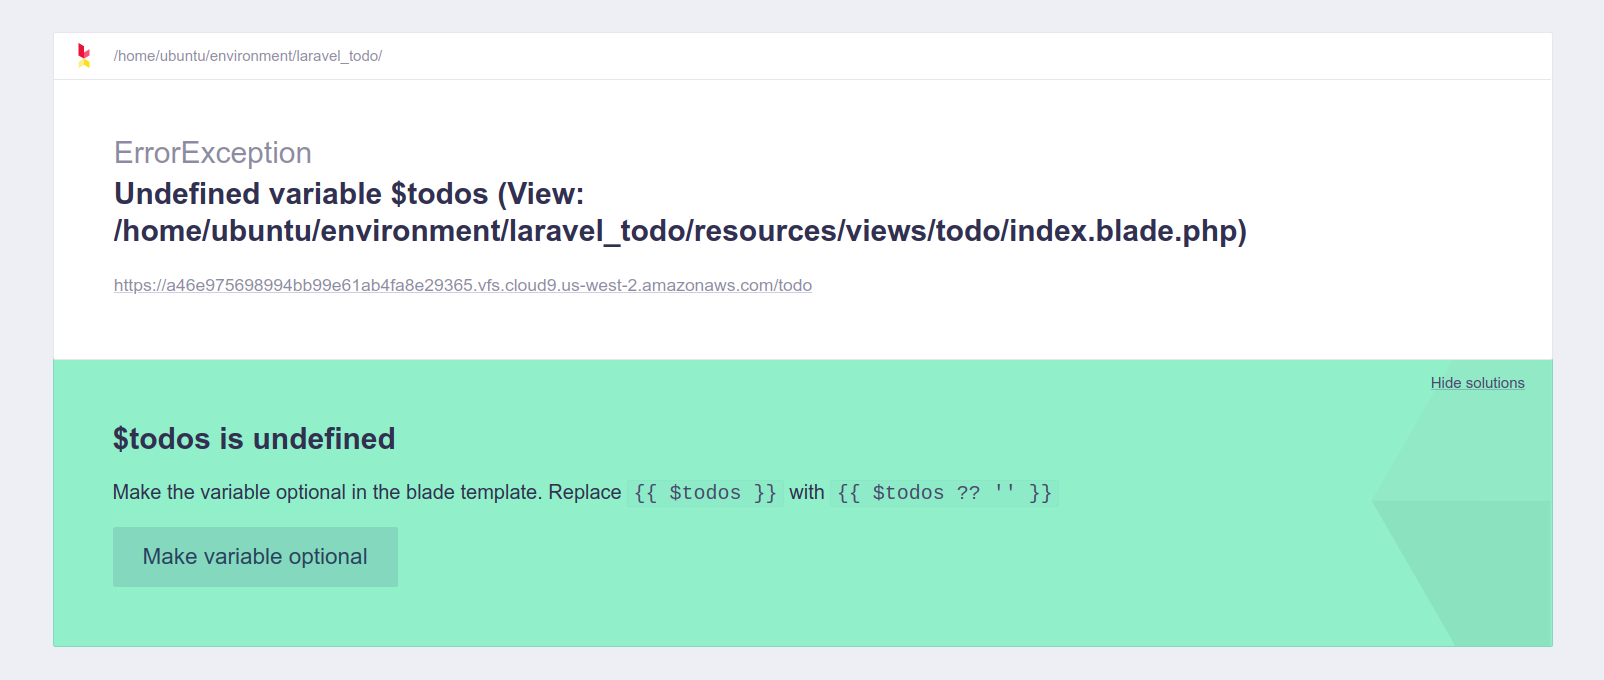 /home/ubuntu/environment/laravel_todo/
ErrorException
Undefined variable $todos (View:
/home/ubuntu/environment/laravel_todo/resources/views/todo/index.blade.php)
https://a46e975698994bb99e61ab4fa8e29365.vfs.cloud9.us-west-2.amazonaws.com/todo
Hide solutions
$todos is undefined
Make the variable optional in the blade template. Replace {{ $todos }} with {{ $todos ?? '' }}
Make variable optional